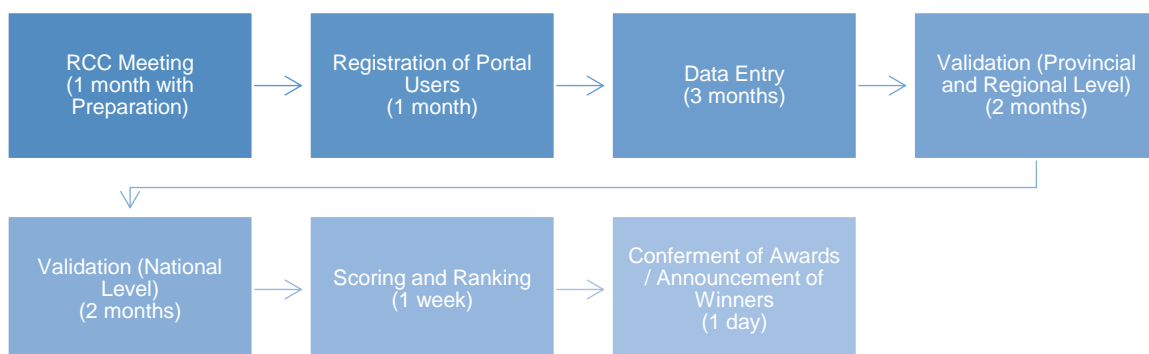 RCC Meeting
(1 month with
Preparation)
Registration of Portal
Users
(1 month)
Data Entry
(3 months)
Validation (Provincial
and Regional Level)
(2 months)
Validation (National
Level)
(2 months)
Scoring and Ranking
(1 week)
Conferment of Awards
/ Announcement of
Winners
(1 day)